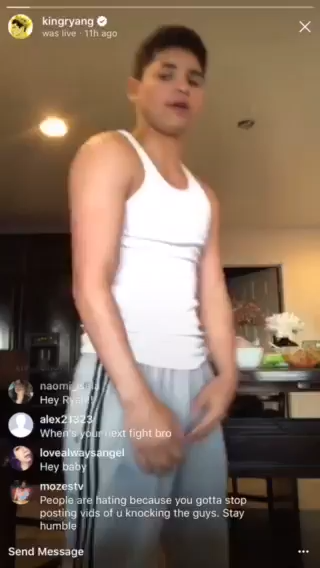 kingryang
was live · 11h ago
naomi
Hey Ryan!
alex21323
When's your next fight bro
lovealwaysangel
Hey baby
mozestv
People are hating because you gotta stop
posting vids of u knocking the guys. Stay
humble
Send Message